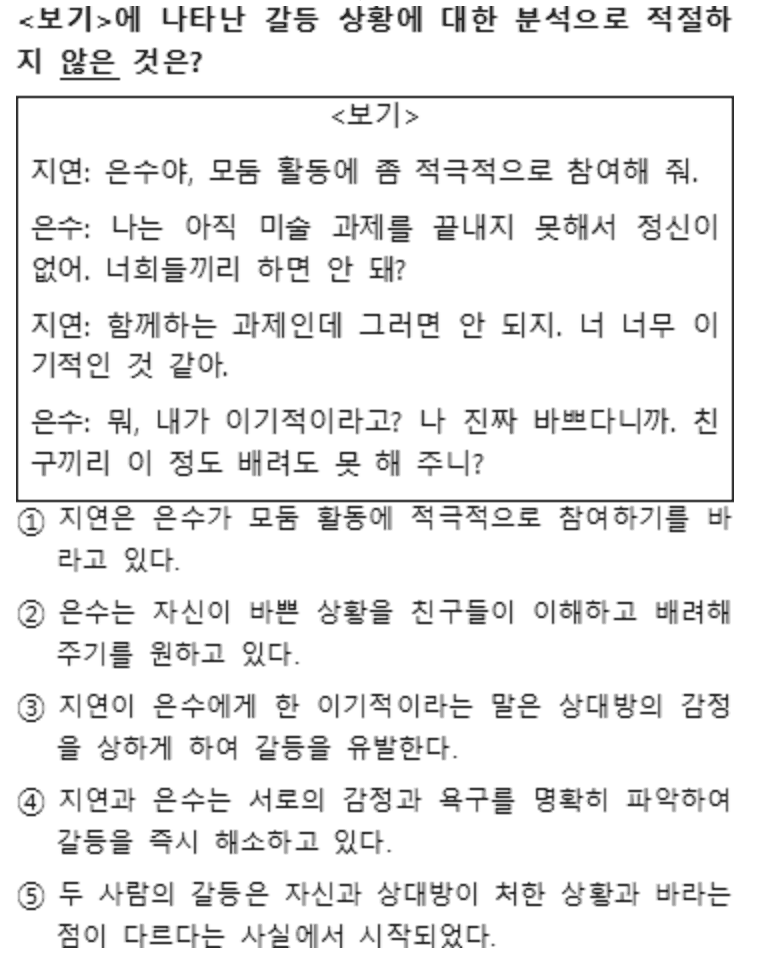 <보기>에 나타난 갈등 상황에 대한 분석으로 적절하
지 않은 것은?
<보기>
지연: 은수야, 모둠 활동에 좀 적극적으로 참여해 줘.
은수: 나는 아직 미술 과제를 끝내지 못해서 정신이
없어. 너희들끼리 하면 안 돼?
지연: 함께하는 과제인데 그러면 안 되지. 너 너무 이
기적인 것 같아.
은수: 뭐, 내가 이기적이라고? 나 진짜 바쁘다니까. 친
구끼리 이 정도 배려도 못 해 주니?
① 지연은 은수가 모둠 활동에 적극적으로 참여하기를 바
라고 있다.
② 은수는 자신이 바쁜 상황을 친구들이 이해하고 배려해
주기를 원하고 있다.
③ 지연이 은수에게 한 이기적이라는 말은 상대방의 감정
을 상하게 하여 갈등을 유발한다.
④ 지연과 은수는 서로의 감정과 욕구를 명확히 파악하여
갈등을 즉시 해소하고 있다.
⑤ 두 사람의 갈등은 자신과 상대방이 처한 상황과 바라는
점이 다르다는 사실에서 시작되었다.